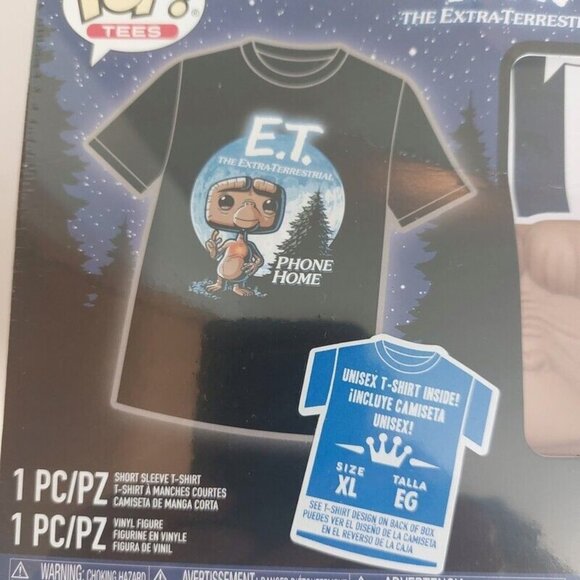 POP!
TEES
THE EXTRA-TERRESTRI
E.T.
THE EXTRA-TERRESTRIAL
PHONE
HOME
UNISEX T-SHIRT INSIDE!
¡INCLUYE CAMISETA
UNISEX!
SIZE TALLA
XL EG
SEE T-SHIRT DESIGN ON BACK OF BOX
PUEDES VER EL DISEÑO DE LA CAMISETA
EN EL REVERSO DE LA CAJA
1 PC/PZ SHORT SLEEVE T-SHIRT
T-SHIRT À MANCHES COURTES
CAMISETA DE MANGA CORTA
1 PC/PZ VINYL FIGURE
FIGURINE EN VINYLE
FIGURA DE VINIL
WARNING: CHOKING HAZARD
AVERTISSEMENT